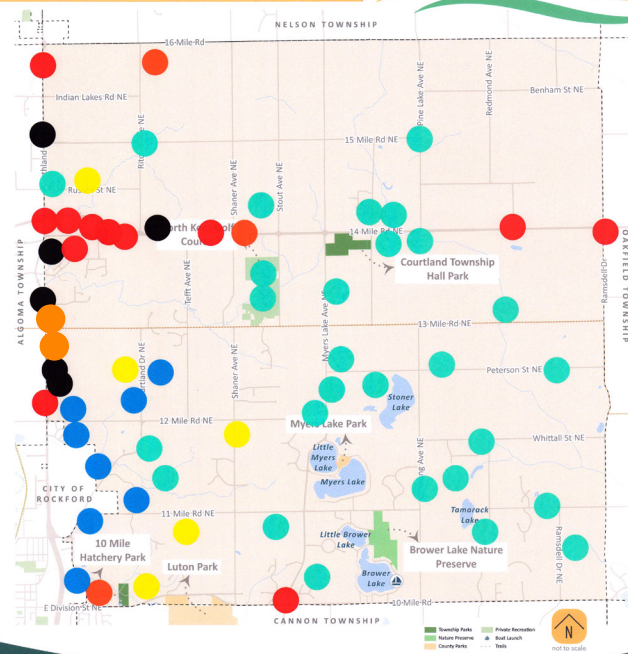 NELSON TOWNSHIP
16 Mile Rd
Indian Lakes Rd NE
Benham St NE
Pine Lake Ave NE
Redmond Ave NE
15 Mile Rd NE
Shaner Ave NE
Stout Ave NE
14 Mile Rd NE
Courtland Township
Hall Park
ALGOMA TOWNSHIP
OAKFIELD TOWNSHIP
Ramsdell Dr
Tefft Ave NE
Myers Lake Ave NE
13 Mile Rd NE
Shaner Ave NE
Peterson St NE
Stoner
Lake
12 Mile Rd NE
Myers Lake Park
Whittall St NE
Little
Myers
Lake
Myers Lake
CITY OF
ROCKFORD
11 Mile Rd NE
Tamarack
Lake
Ramsdell Dr NE
10 Mile
Hatchery Park
Little Brower
Lake
Brower Lake Nature
Preserve
Luton Park
Brower
Lake
E Division St NE
10 Mile Rd
CANNON TOWNSHIP
Township Parks
Nature Preserve
County Parks
Private Recreation
Boat Launch
Trails
N
not to scale